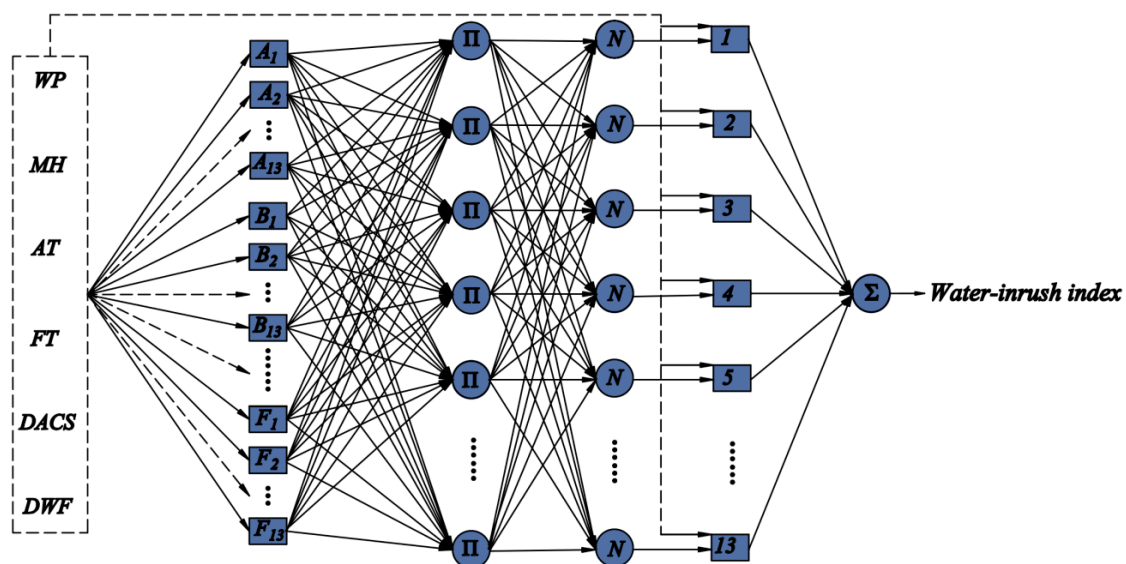 WP
MH
AT
FT
DACS
DWF
A1
A2
A13
B1
B2
B13
F1
F2
F13
Π
Π
Π
Π
Π
Π
N
N
N
N
N
N
1
2
3
4
5
13
Σ
Water-inrush index